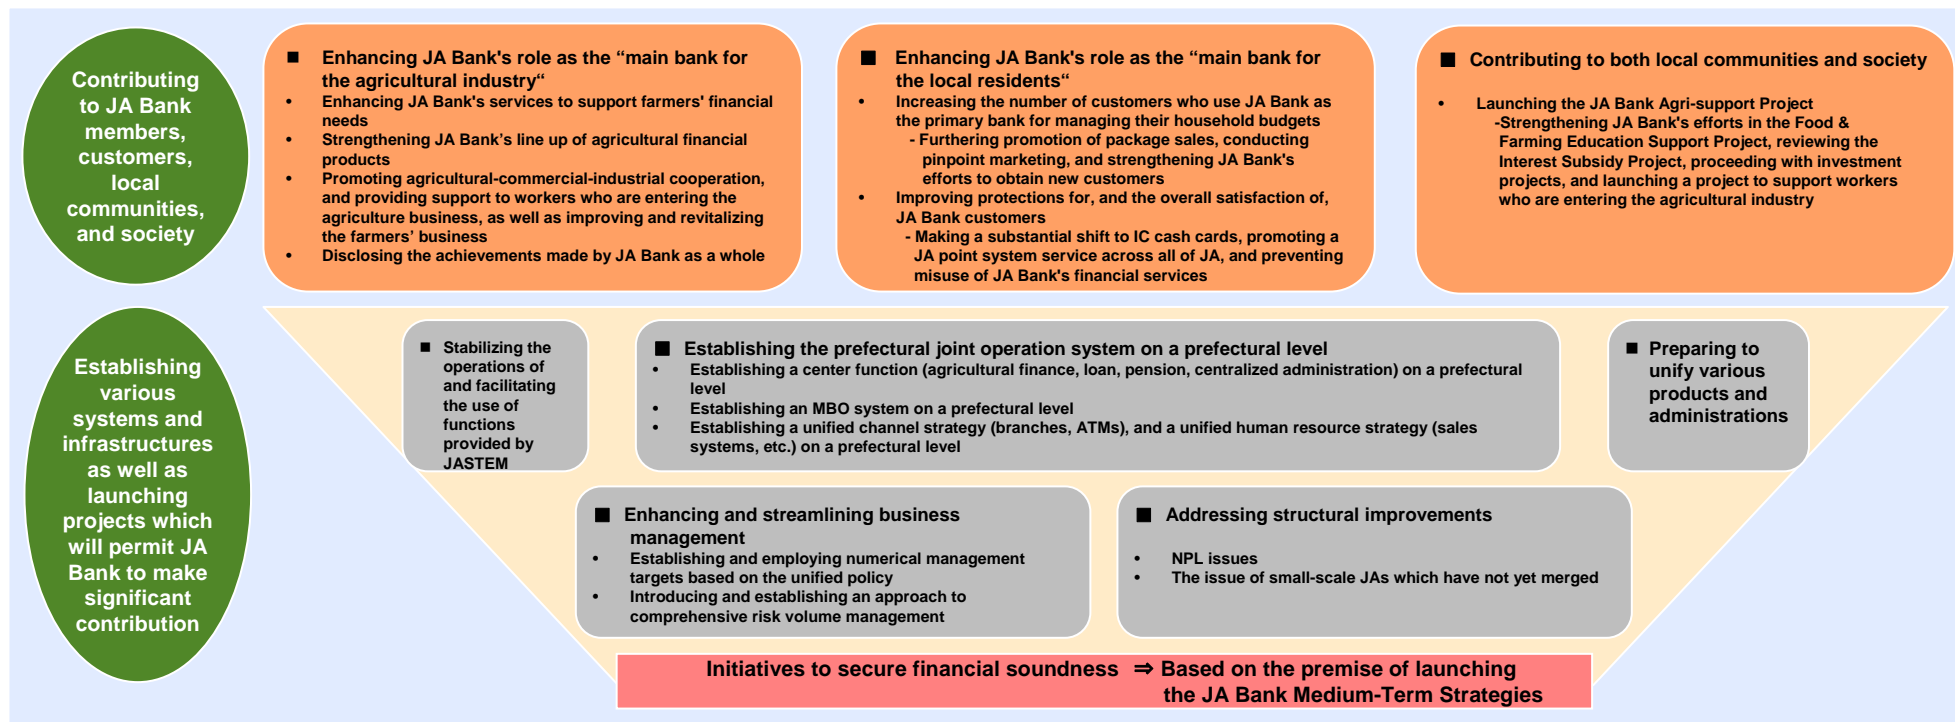 Contributing
to JA Bank
members,
customers,
local
communities,
and society
■ Enhancing JA Bank's role as the “main bank for
the agricultural industry“
• Enhancing JA Bank's services to support farmers' financial
needs
• Strengthening JA Bank’s line up of agricultural financial
products
• Promoting agricultural-commercial-industrial cooperation,
and providing support to workers who are entering the
agriculture business, as well as improving and revitalizing
the farmers’ business
• Disclosing the achievements made by JA Bank as a whole
■ Enhancing JA Bank's role as the “main bank for
the local residents“
• Increasing the number of customers who use JA Bank as
the primary bank for managing their household budgets
- Furthering promotion of package sales, conducting
pinpoint marketing, and strengthening JA Bank's
efforts to obtain new customers
• Improving protections for, and the overall satisfaction of,
JA Bank customers
- Making a substantial shift to IC cash cards, promoting a
JA point system service across all of JA, and preventing
misuse of JA Bank's financial services
■ Contributing to both local communities and society
• Launching the JA Bank Agri-support Project
-Strengthening JA Bank's efforts in the Food &
Farming Education Support Project, reviewing the
Interest Subsidy Project, proceeding with investment
projects, and launching a project to support workers
who are entering the agricultural industry
Establishing
various
systems and
infrastructures
as well as
launching
projects which
will permit JA
Bank to make
significant
contribution
■ Stabilizing the
operations of
and facilitating
the use of
functions
provided by
JASTEM
■ Establishing the prefectural joint operation system on a prefectural level
• Establishing a center function (agricultural finance, loan, pension, centralized administration) on a prefectural
level
• Establishing an MBO system on a prefectural level
• Establishing a unified channel strategy (branches, ATMs), and a unified human resource strategy (sales
systems, etc.) on a prefectural level
■ Preparing to
unify various
products and
administrations
■ Enhancing and streamlining business
management
• Establishing and employing numerical management
targets based on the unified policy
• Introducing and establishing an approach to
comprehensive risk volume management
■ Addressing structural improvements
• NPL issues
• The issue of small-scale JAs which have not yet merged
Initiatives to secure financial soundness ⇒ Based on the premise of launching
the JA Bank Medium-Term Strategies